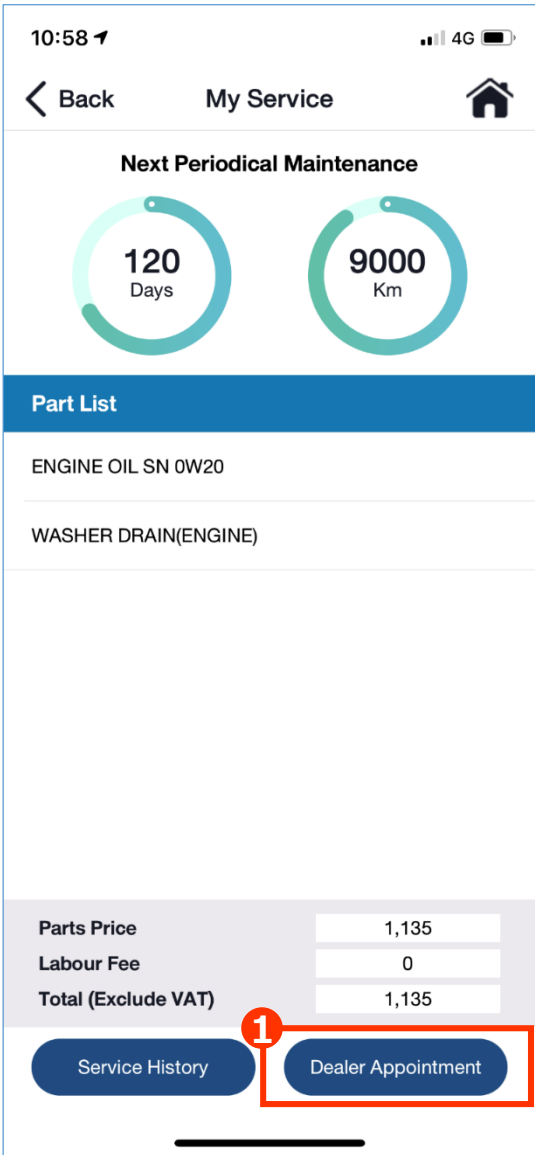 10:58 4G
Back My Service
Next Periodical Maintenance
120 9000
Days Km
Part List
ENGINE OIL SN 0W20
WASHER DRAIN(ENGINE)
Parts Price 1,135
Labour Fee 0
Total (Exclude VAT) 1,135
1
Service History Dealer Appointment